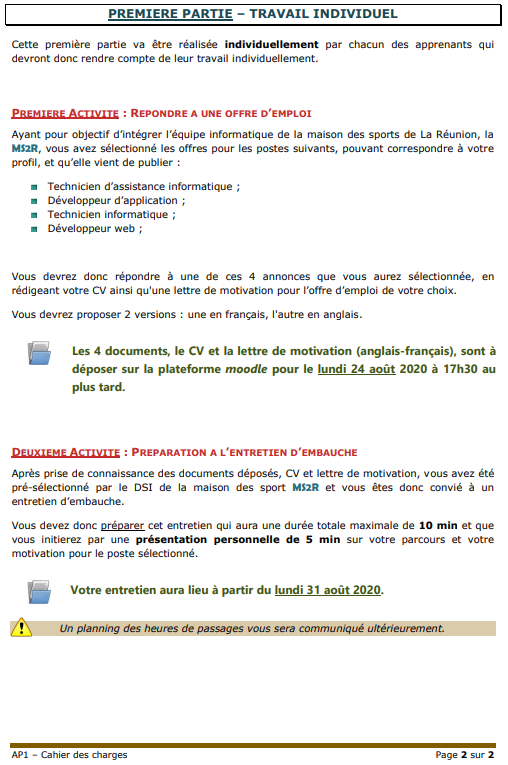 PREMIERE PARTIE – TRAVAIL INDIVIDUEL
Cette première partie va être réalisée individuellement par chacun des apprenants qui
devront donc rendre compte de leur travail individuellement.
PREMIERE ACTIVITE : REPONDRE A UNE OFFRE D'EMPLOI
Ayant pour objectif d'intégrer l'équipe informatique de la maison des sports de La Réunion, la
MS2R, vous avez sélectionné les offres pour les postes suivants, pouvant correspondre à votre
profil, et qu'elle vient de publier :
Technicien d'assistance informatique ;
Développeur d'application ;
Technicien informatique ;
Développeur web ;
Vous devrez donc répondre à une de ces 4 annonces que vous aurez sélectionnée, en
rédigeant votre CV ainsi qu'une lettre de motivation pour l'offre d'emploi de votre choix.
Vous devrez proposer 2 versions : une en français, l'autre en anglais.
Les 4 documents, le CV et la lettre de motivation (anglais-français), sont à
déposer sur la plateforme moodle pour le lundi 24 août 2020 à 17h30 au
plus tard.
DEUXIEME ACTIVITE : PREPARATION A L'ENTRETIEN D'EMBAUCHE
Après prise de connaissance des documents déposés, CV et lettre de motivation, vous avez été
pré-sélectionné par le DSI de la maison des sport MS2R et vous êtes donc convié à un
entretien d'embauche.
Vous devez donc préparer cet entretien qui aura une durée totale maximale de 10 min et que
vous initierez par une présentation personnelle de 5 min sur votre parcours et votre
motivation pour le poste sélectionné.
Votre entretien aura lieu à partir du lundi 31 août 2020.
Un planning des heures de passages vous sera communiqué ultérieurement.
AP1 – Cahier des charges
Page 2 sur 2